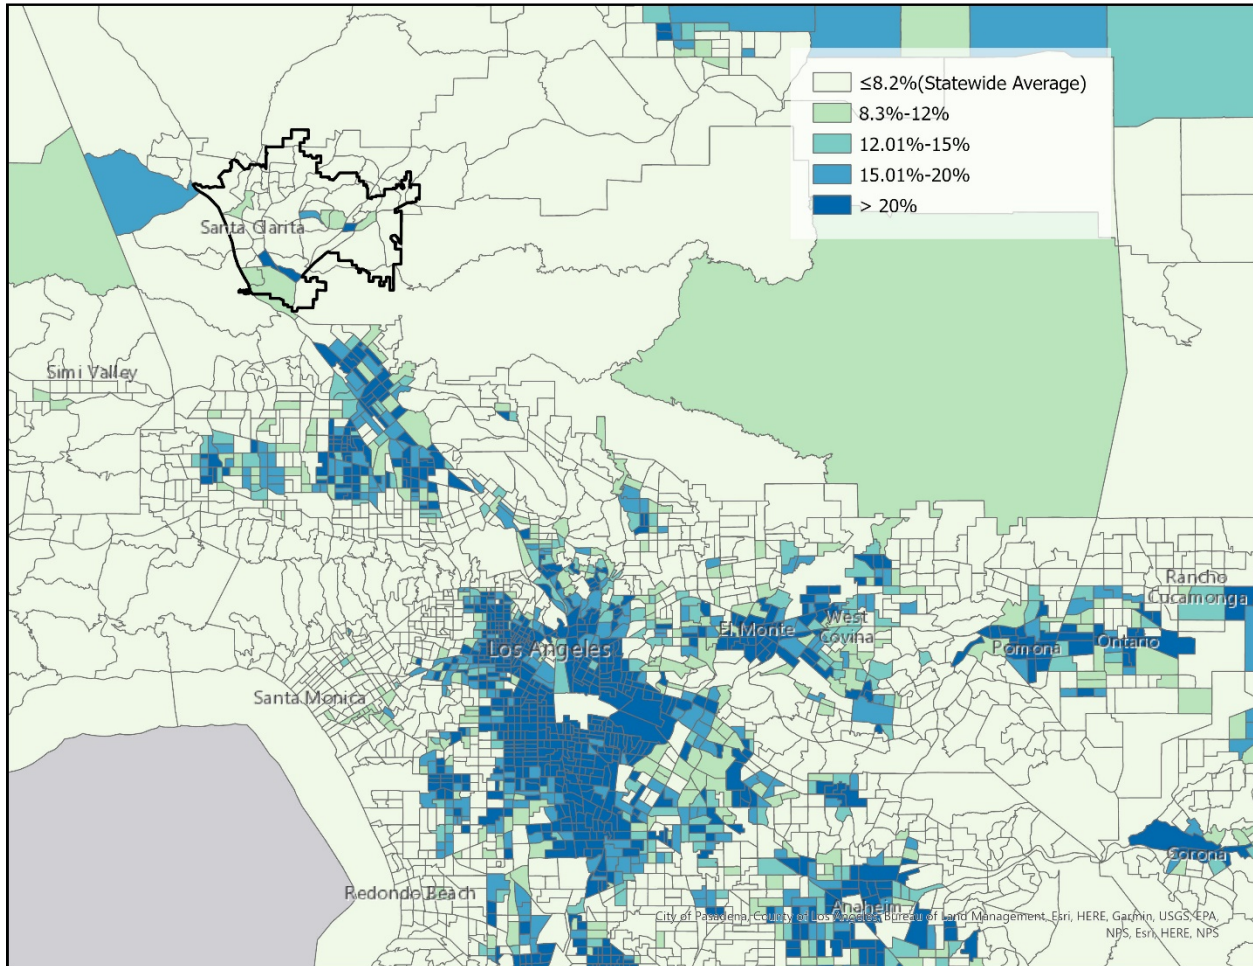 ≤8.2%(Statewide Average)
8.3%-12%
12.01%-15%
15.01%-20%
> 20%
Santa Clarita
Simi Valley
Rancho
Cucamonga
El Monte
West
Covina
Los Angeles
Pomona
Ontario
Santa Monica
Corona
Redondo Beach
Anaheim
City of Pasadena, County of Los Angeles, Bureau of Land Management, Esri, HERE, Garmin, USGS, EPA,
NPS, Esri, HERE, NPS